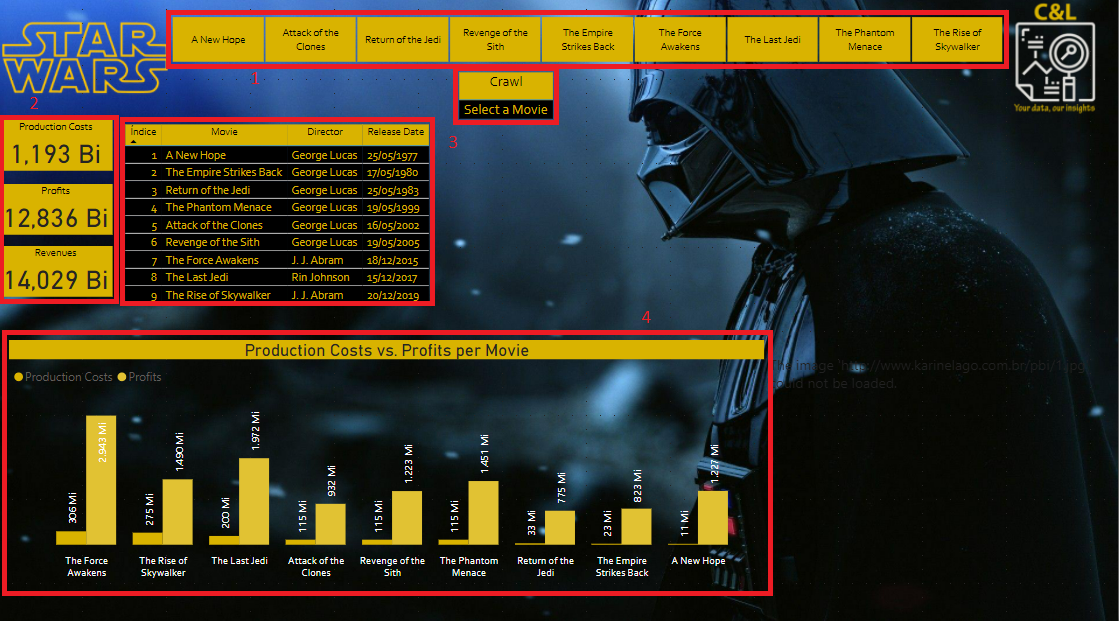 STAR
WARS
A New Hope
Attack of the
Clones
Return of the Jedi
Revenge of the
Sith
The Empire
Strikes Back
The Force
Awakens
The Last Jedi
The Phantom
Menace
The Rise of
Skywalker
C&L
Your data, our insights
1
Crawl
Select a Movie
3
2
Production Costs
1,193 Bi
Profits
12,836 Bi
Revenues
14,029 Bi
Índice Movie Director Release Date
1 A New Hope George Lucas 25/05/1977
2 The Empire Strikes Back George Lucas 17/05/1980
3 Return of the Jedi George Lucas 25/05/1983
4 The Phantom Menace George Lucas 19/05/1999
5 Attack of the Clones George Lucas 16/05/2002
6 Revenge of the Sith George Lucas 19/05/2005
7 The Force Awakens J. J. Abram 18/12/2015
8 The Last Jedi Rin Johnson 15/12/2017
9 The Rise of Skywalker J. J. Abram 20/12/2019
4
Production Costs vs. Profits per Movie
Production Costs Profits
306 Mi 2.943 Mi
275 Mi 1.490 Mi
200 Mi 1.972 Mi
115 Mi 932 Mi
115 Mi 1.223 Mi
115 Mi 1.451 Mi
33 Mi 775 Mi
23 Mi 823 Mi
11 Mi 1.227 Mi
The Force
Awakens
The Rise of
Skywalker
The Last Jedi
Attack of the
Clones
Revenge of the
Sith
The Phantom
Menace
Return of the
Jedi
The Empire
Strikes Back
A New Hope
The image 'http://www.karinelago.com.br/pbi/1.jpg'
could not be loaded.